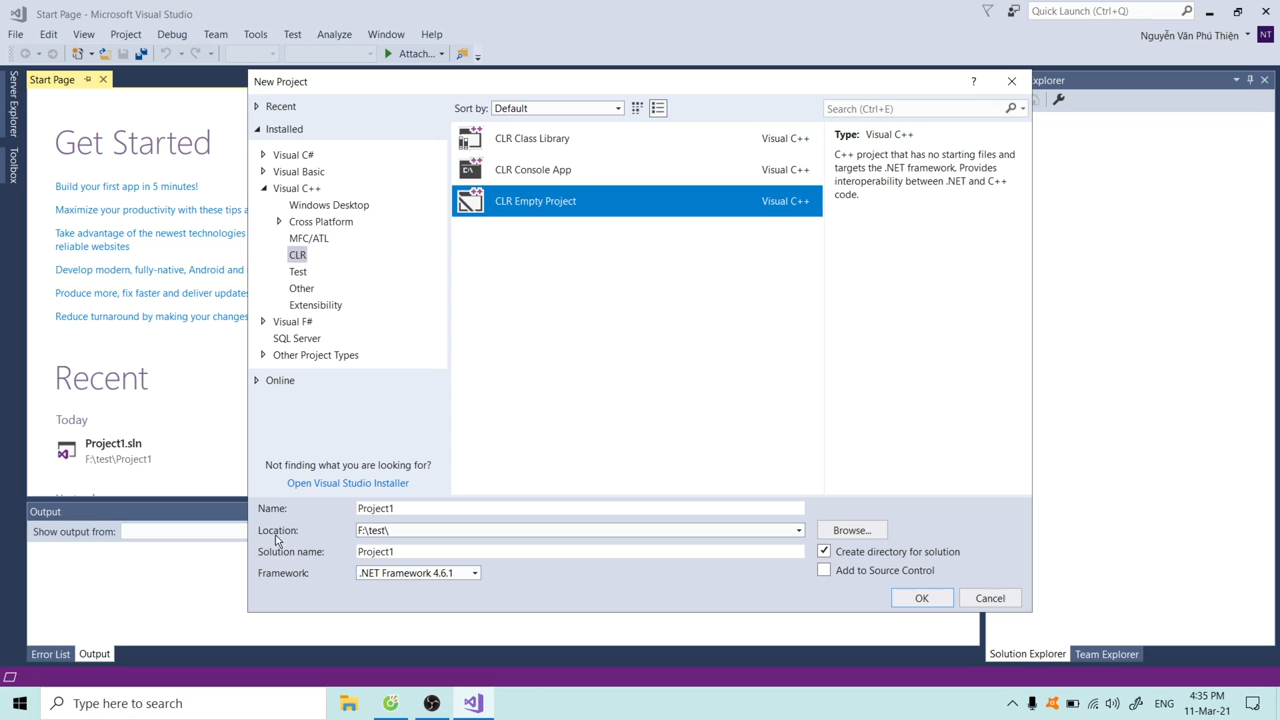 Start Page - Microsoft Visual Studio
Quick Launch (Ctrl+Q)
File Edit View Project Debug Team Tools Test Analyze Window Help
Nguyễn Văn Phú Thiện NT
Attach...
Server Explorer
Toolbox
Start Page
Get Started
Build your first app in 5 minutes!
Maximize your productivity with these tips a
Take advantage of the newest technologies
reliable websites
Develop modern, fully-native, Android and
Produce more, fix faster and deliver updates
Reduce turnaround by making your changes
Recent
Today
Project1.sln
F:\test\Project1
New Project
?
Recent
Installed
Visual C#
Visual Basic
Visual C++
Windows Desktop
Cross Platform
MFC/ATL
CLR
Test
Other
Extensibility
Visual F#
SQL Server
Other Project Types
Online
Not finding what you are looking for?
Open Visual Studio Installer
Sort by: Default
CLR Class Library Visual C++
CLR Console App Visual C++
CLR Empty Project Visual C++
Search (Ctrl+E)
Type: Visual C++
C++ project that has no starting files and
targets the .NET framework. Provides
interoperability between .NET and C++
code.
Name: Project1
Location: F:\test\
Browse...
Solution name: Project1
Create directory for solution
Framework: .NET Framework 4.6.1
Add to Source Control
OK Cancel
xplorer
Output
Show output from:
Error List Output
Solution Explorer Team Explorer
Type here to search
ENG
4:35 PM
11-Mar-21